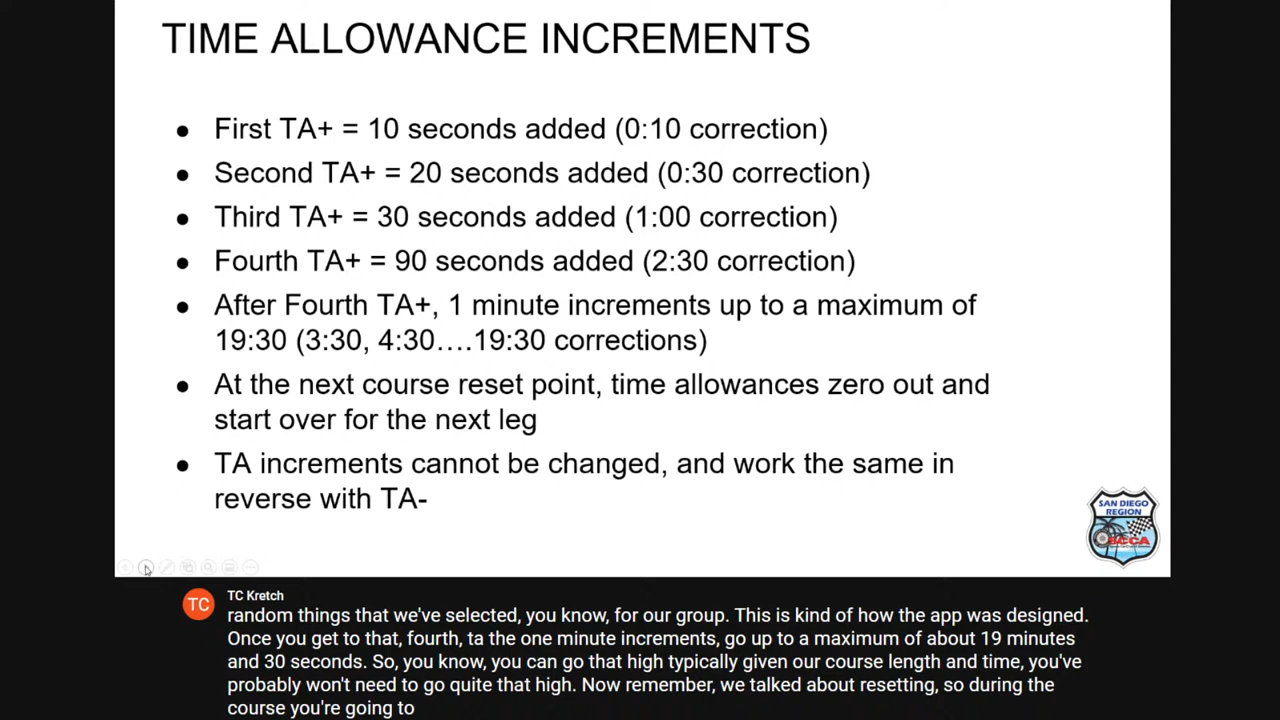 TIME ALLOWANCE INCREMENTS
● First TA+ = 10 seconds added (0:10 correction)
● Second TA+ = 20 seconds added (0:30 correction)
● Third TA+ = 30 seconds added (1:00 correction)
● Fourth TA+ = 90 seconds added (2:30 correction)
● After Fourth TA+, 1 minute increments up to a maximum of
19:30 (3:30, 4:30….19:30 corrections)
● At the next course reset point, time allowances zero out and
start over for the next leg
● TA increments cannot be changed, and work the same in
reverse with TA-
SAN DIEGO
REGION
SCCA
TC
TC Kretch
random things that we've selected, you know, for our group. This is kind of how the app was designed.
Once you get to that, fourth, ta the one minute increments, go up to a maximum of about 19 minutes
and 30 seconds. So, you know, you can go that high typically given our course length and time, you've
probably won't need to go quite that high. Now remember, we talked about resetting, so during the
course you're going to